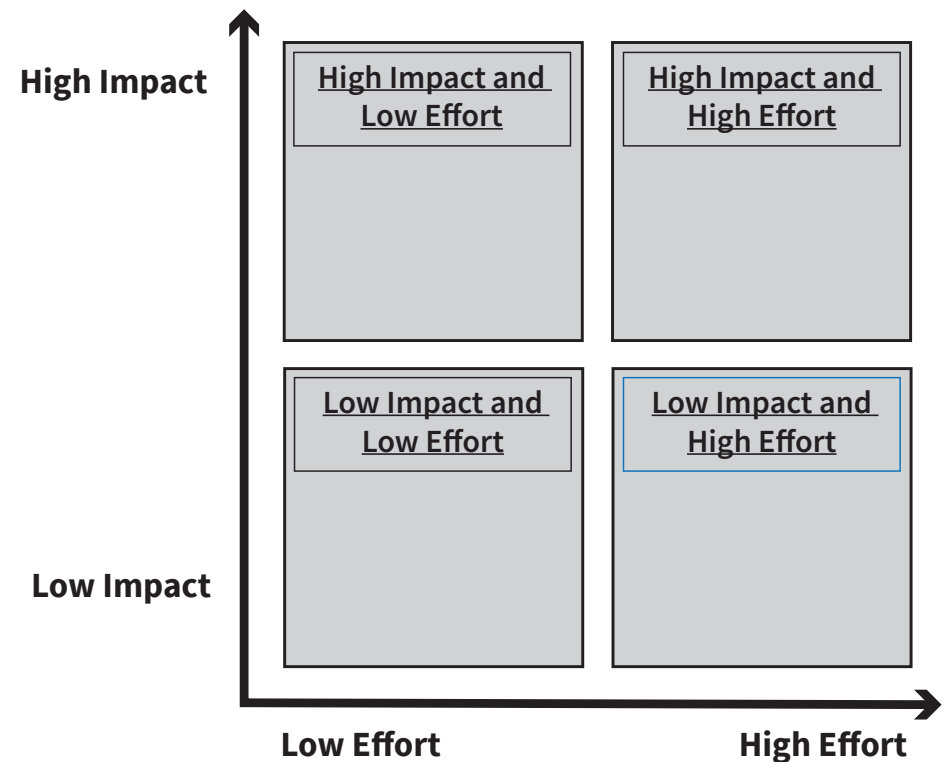 High Impact
High Impact and
Low Effort
High Impact and
High Effort
Low Impact and
Low Effort
Low Impact and
High Effort
Low Impact
Low Effort
High Effort